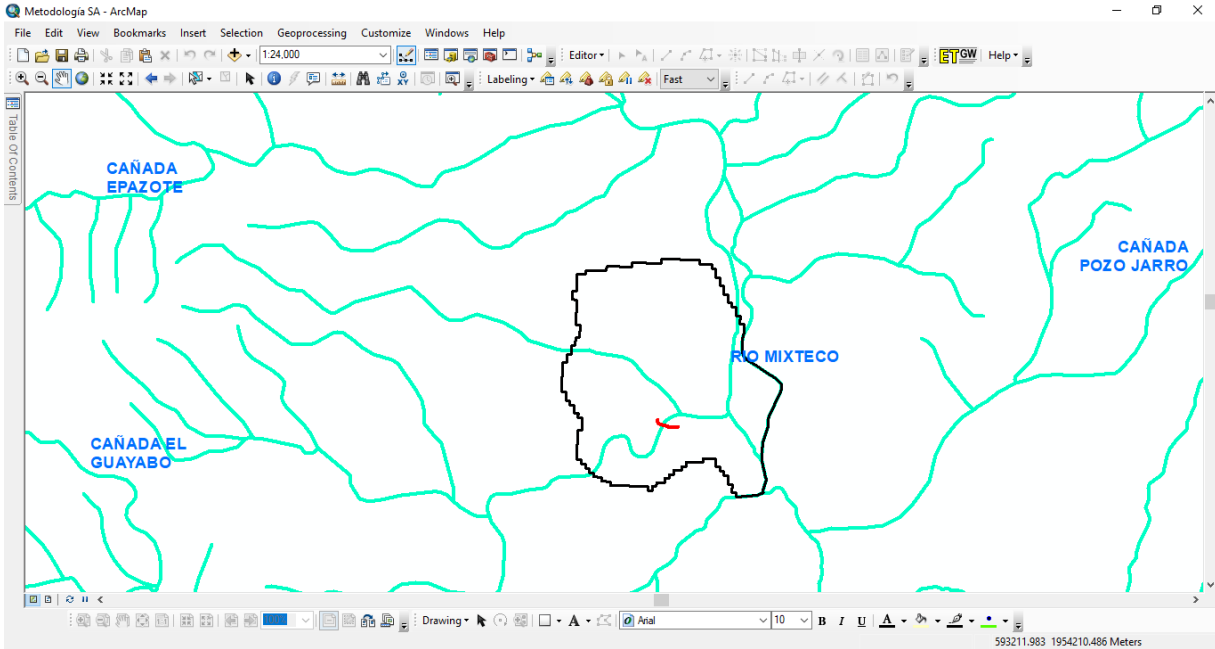 Metodología SA - ArcMap
File Edit View Bookmarks Insert Selection Geoprocessing Customize Windows Help
1:24,000
Editor
ET GW
Help
Labeling
Fast
Table Of Contents
CAÑADA
EPAZOTE
CAÑADA
POZO JARRO
RIO MIXTECO
CAÑADA EL
GUAYABO
Drawing
A
Arial
10
B I U A
593211.983 1954210.486 Meters